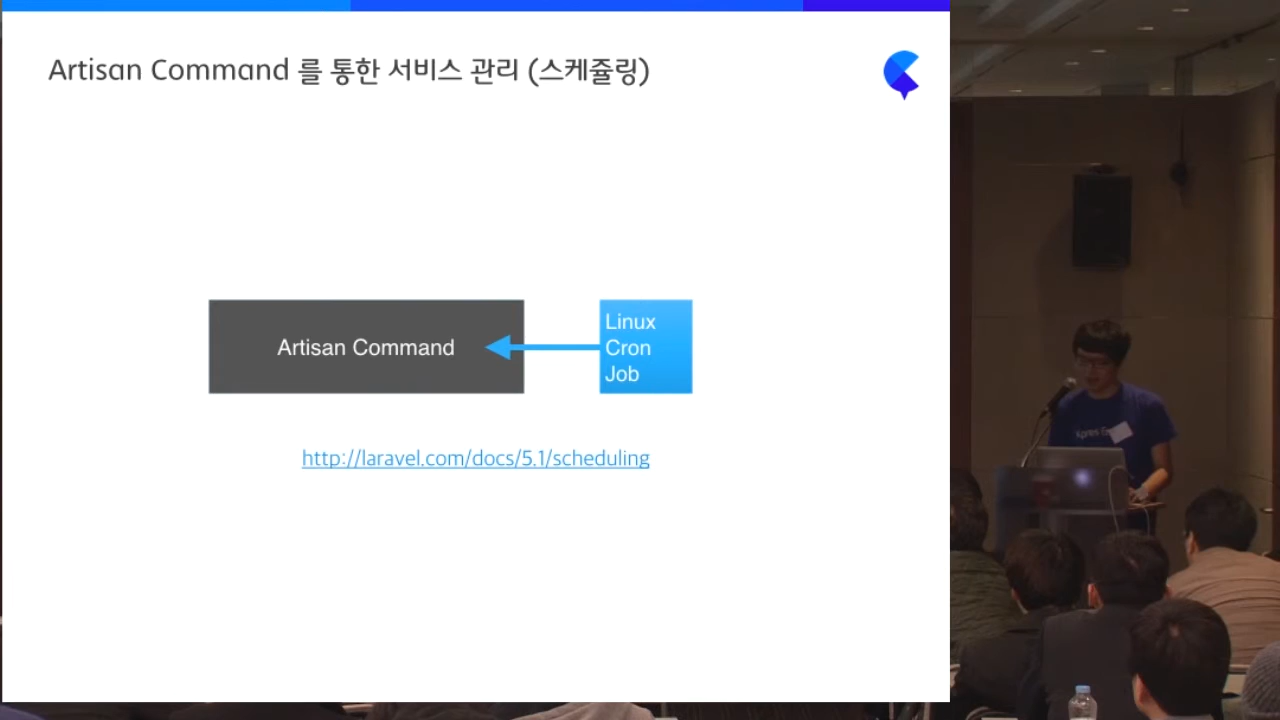 Artisan Command 를 통한 서비스 관리 (스케쥴링)
Artisan Command
Linux
Cron
Job
http://laravel.com/docs/5.1/scheduling